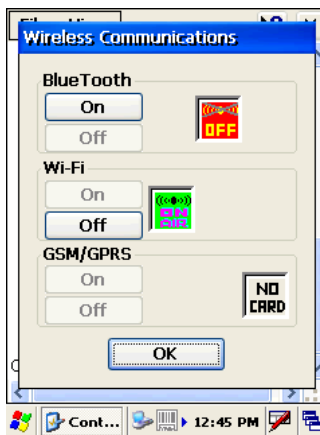 Wireless Communications
BlueTooth
On
OFF
Off
Wi-Fi
On
ON
AIR
Off
GSM/GPRS
On
NO
CARD
Off
OK
Cont...
12:45 PM